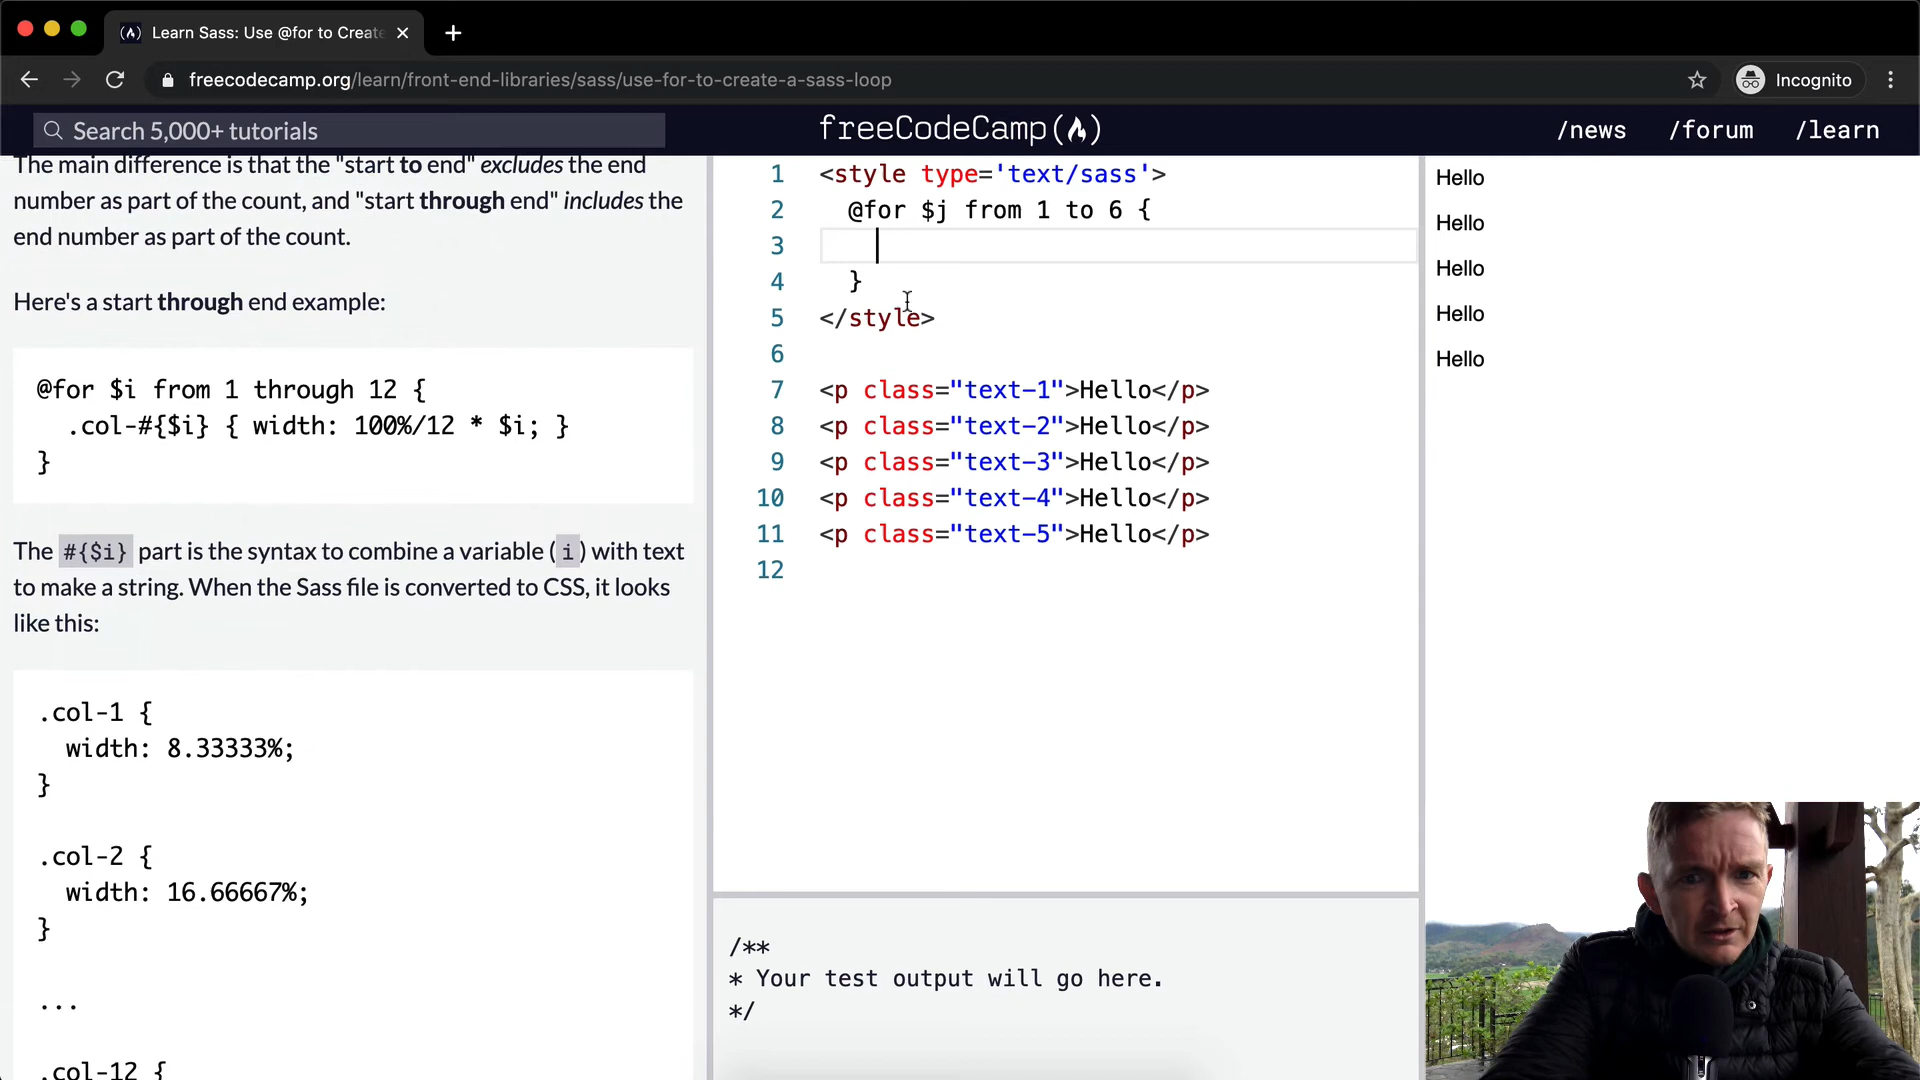 Learn Sass: Use @for to Create
freecodecamp.org/learn/front-end-libraries/sass/use-for-to-create-a-sass-loop
Incognito
Search 5,000+ tutorials
freeCodeCamp
/news
/forum
/learn
The main difference is that the "start to end" excludes the end
number as part of the count, and "start through end" includes the
end number as part of the count.
Here's a start through end example:
@for $i from 1 through 12 {
.col-#{$i} { width: 100%/12 * $i; }
}
The #{$i} part is the syntax to combine a variable (i) with text
to make a string. When the Sass file is converted to CSS, it looks
like this:
.col-1 {
width: 8.33333%;
}
.col-2 {
width: 16.66667%;
}
...
.col-12 {
1 <style type='text/sass'>
2 @for $j from 1 to 6 {
3
4 }
5 </style>
6
7 <p class="text-1">Hello</p>
8 <p class="text-2">Hello</p>
9 <p class="text-3">Hello</p>
10 <p class="text-4">Hello</p>
11 <p class="text-5">Hello</p>
12
/**
* Your test output will go here.
*/
Hello
Hello
Hello
Hello
Hello